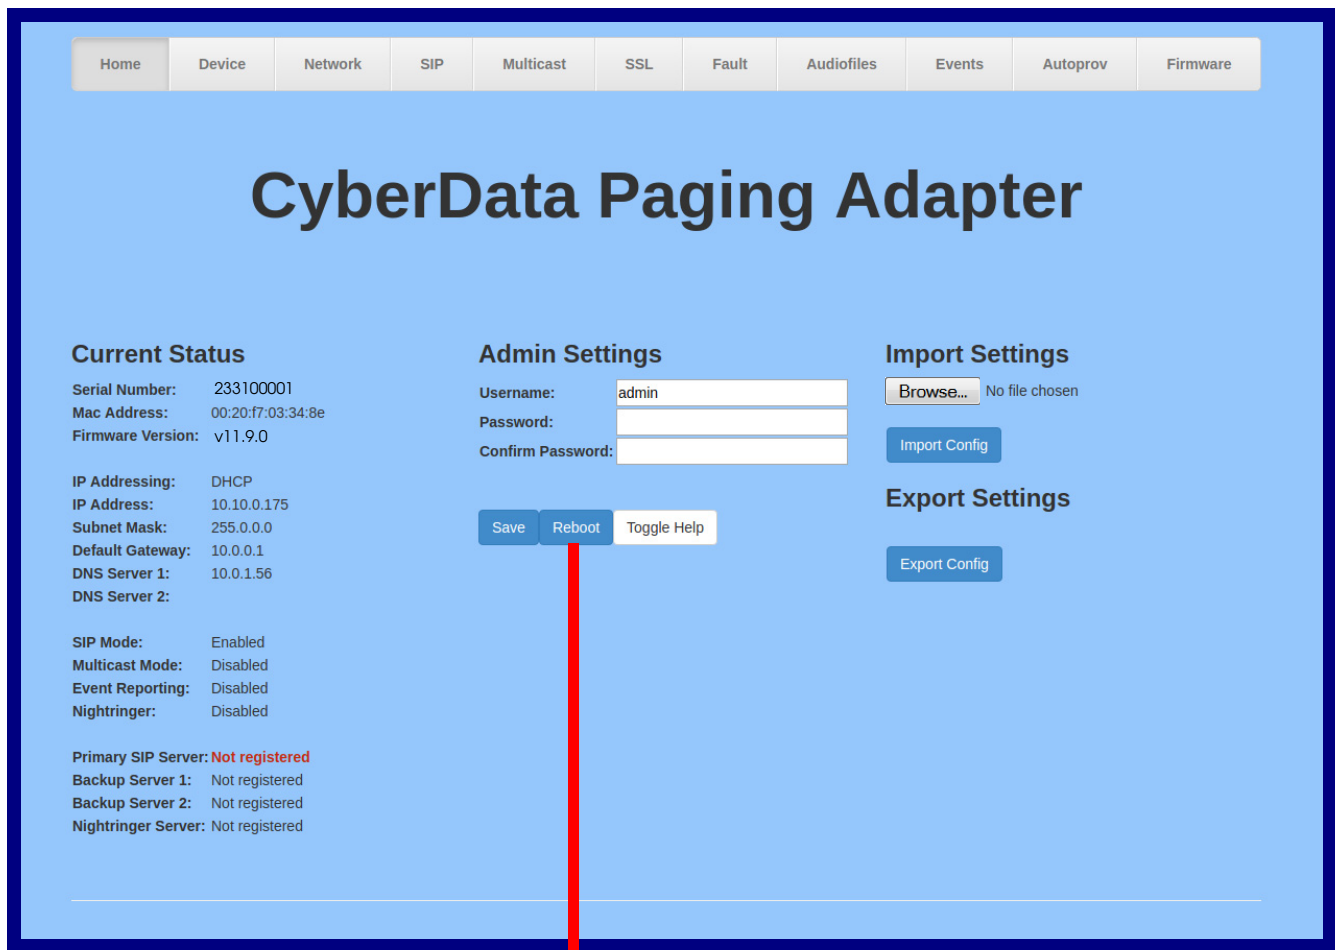 Home Device Network SIP Multicast SSL Fault Audiofiles Events Autoprov Firmware
CyberData Paging Adapter
Current Status
Serial Number: 233100001
Mac Address: 00:20:f7:03:34:8e
Firmware Version: v11.9.0
IP Addressing: DHCP
IP Address: 10.10.0.175
Subnet Mask: 255.0.0.0
Default Gateway: 10.0.0.1
DNS Server 1: 10.0.1.56
DNS Server 2:
SIP Mode: Enabled
Multicast Mode: Disabled
Event Reporting: Disabled
Nightringer: Disabled
Primary SIP Server: Not registered
Backup Server 1: Not registered
Backup Server 2: Not registered
Nightringer Server: Not registered
Admin Settings
Username: admin
Password:
Confirm Password:
Save Reboot Toggle Help
Import Settings
Browse... No file chosen
Import Config
Export Settings
Export Config